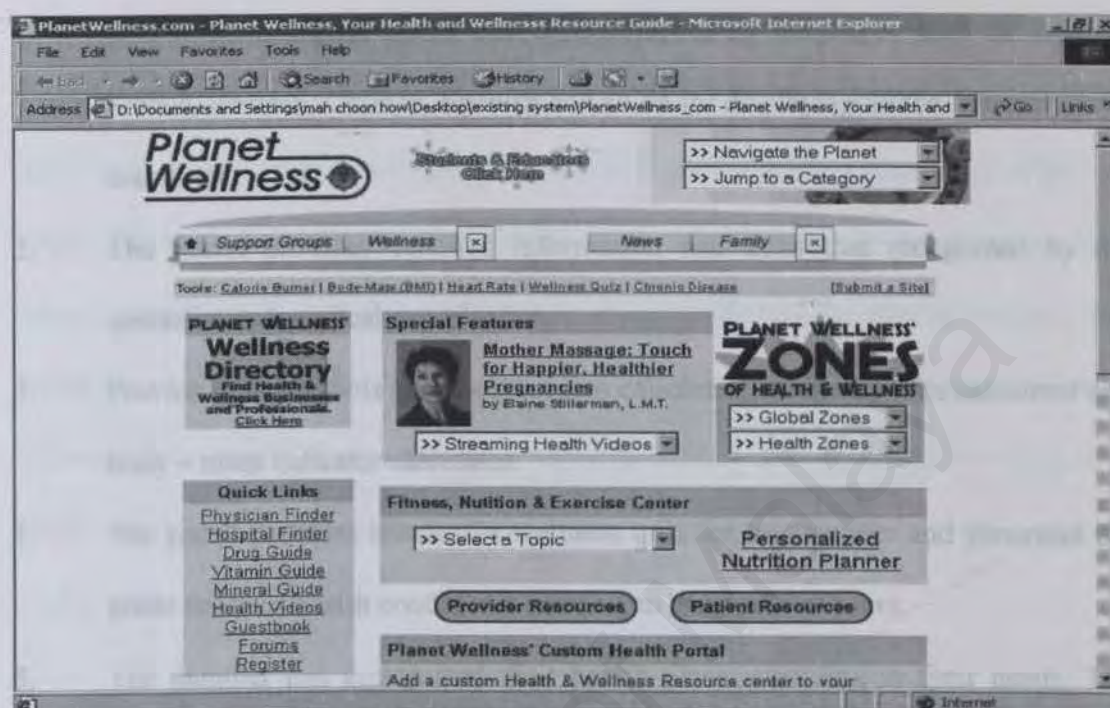 PlanetWellness.com - Planet Wellness, Your Health and Wellnesss Resource Guide - Microsoft Internet Explorer
File Edit View Favorites Tools Help
Search Favorites History
Address D:\Documents and Settings\mah choon how\Desktop\existing system\PlanetWellness_com - Planet Wellness, Your Health and Go Links
Planet Wellness
Students & Educators
Click Here
>> Navigate the Planet
>> Jump to a Category
Support Groups Wellness News Family
Tools: Calorie Burner | Body Mass (BMI) | Heart Rate | Wellness Quiz | Chronic Disease [Submit a Site]
PLANET WELLNESS'
Wellness
Directory
Find Health &
Wellness Businesses
and Professionals.
Click Here
Special Features
Mother Massage: Touch
for Happier, Healthier
Pregnancies
by Elaine Stillerman, L.M.T.
>> Streaming Health Videos
PLANET WELLNESS'
ZONES
OF HEALTH & WELLNESS
>> Global Zones
>> Health Zones
Quick Links
Physician Finder
Hospital Finder
Drug Guide
Vitamin Guide
Mineral Guide
Health Videos
Guestbook
Forums
Register
Fitness, Nutition & Exercise Center
>> Select a Topic
Personalized
Nutrition Planner
Provider Resources Patient Resources
Planet Wellness' Custom Health Portal
Add a custom Health & Wellness Resource center to your
Internet